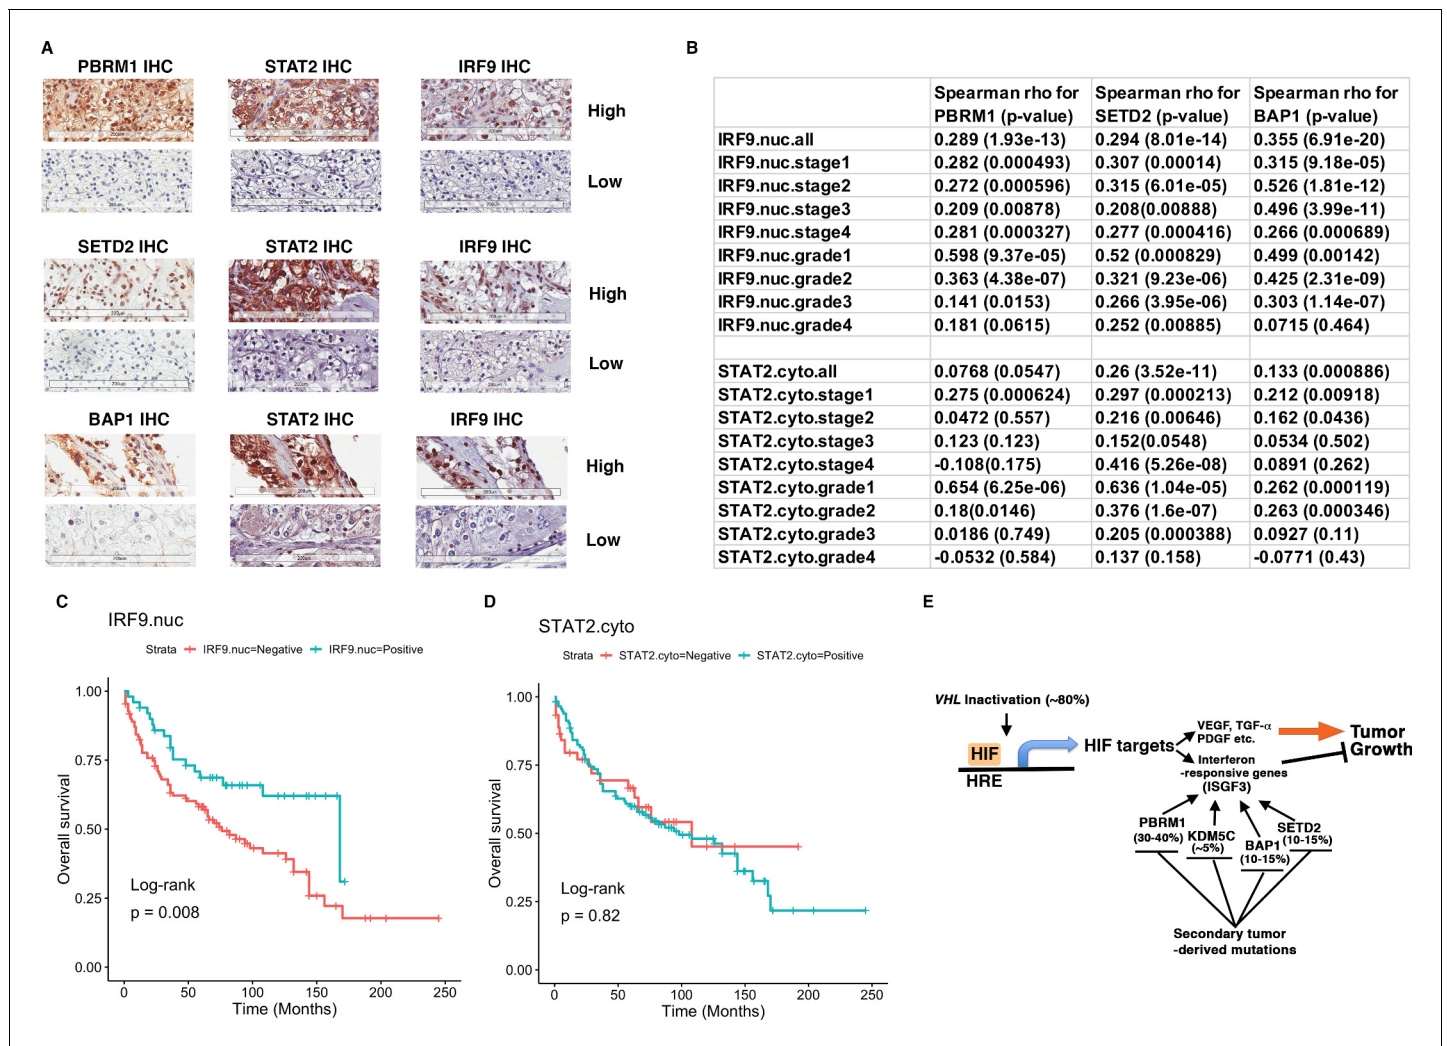 A
PBRM1 IHC STAT2 IHC IRF9 IHC
High
Low
SETD2 IHC STAT2 IHC IRF9 IHC
High
Low
BAP1 IHC STAT2 IHC IRF9 IHC
High
Low
B
Spearman rho for PBRM1 (p-value) Spearman rho for SETD2 (p-value) Spearman rho for BAP1 (p-value)
IRF9.nuc.all 0.289 (1.93e-13) 0.294 (8.01e-14) 0.355 (6.91e-20)
IRF9.nuc.stage1 0.282 (0.000493) 0.307 (0.00014) 0.315 (9.18e-05)
IRF9.nuc.stage2 0.272 (0.000596) 0.315 (6.01e-05) 0.526 (1.81e-12)
IRF9.nuc.stage3 0.209 (0.00878) 0.208(0.00888) 0.496 (3.99e-11)
IRF9.nuc.stage4 0.281 (0.000327) 0.277 (0.000416) 0.266 (0.000689)
IRF9.nuc.grade1 0.598 (9.37e-05) 0.52 (0.000829) 0.499 (0.00142)
IRF9.nuc.grade2 0.363 (4.38e-07) 0.321 (9.23e-06) 0.425 (2.31e-09)
IRF9.nuc.grade3 0.141 (0.0153) 0.266 (3.95e-06) 0.303 (1.14e-07)
IRF9.nuc.grade4 0.181 (0.0615) 0.252 (0.00885) 0.0715 (0.464)
STAT2.cyto.all 0.0768 (0.0547) 0.26 (3.52e-11) 0.133 (0.000886)
STAT2.cyto.stage1 0.275 (0.000624) 0.297 (0.000213) 0.212 (0.00918)
STAT2.cyto.stage2 0.0472 (0.557) 0.216 (0.00646) 0.162 (0.0436)
STAT2.cyto.stage3 0.123 (0.123) 0.152(0.0548) 0.0534 (0.502)
STAT2.cyto.stage4 -0.108(0.175) 0.416 (5.26e-08) 0.0891 (0.262)
STAT2.cyto.grade1 0.654 (6.25e-06) 0.636 (1.04e-05) 0.262 (0.000119)
STAT2.cyto.grade2 0.18(0.0146) 0.376 (1.6e-07) 0.263 (0.000346)
STAT2.cyto.grade3 0.0186 (0.749) 0.205 (0.000388) 0.0927 (0.11)
STAT2.cyto.grade4 -0.0532 (0.584) 0.137 (0.158) -0.0771 (0.43)
C
IRF9.nuc
Strata IRF9.nuc=Negative IRF9.nuc=Positive
Overall survival
1.00
0.75
0.50
0.25
0.00
Log-rank
p = 0.008
0 50 100 150 200 250
Time (Months)
D
STAT2.cyto
Strata STAT2.cyto=Negative STAT2.cyto=Positive
Overall survival
1.00
0.75
0.50
0.25
0.00
Log-rank
p = 0.82
0 50 100 150 200 250
Time (Months)
E
VHL Inactivation (~80%)
HIF
HRE
HIF targets
VEGF, TGF-α
PDGF etc.
Interferon
-responsive genes
(ISGF3)
Tumor
Growth
PBRM1
(30-40%)
KDM5C
(~5%)
BAP1
(10-15%)
SETD2
(10-15%)
Secondary tumor
-derived mutations